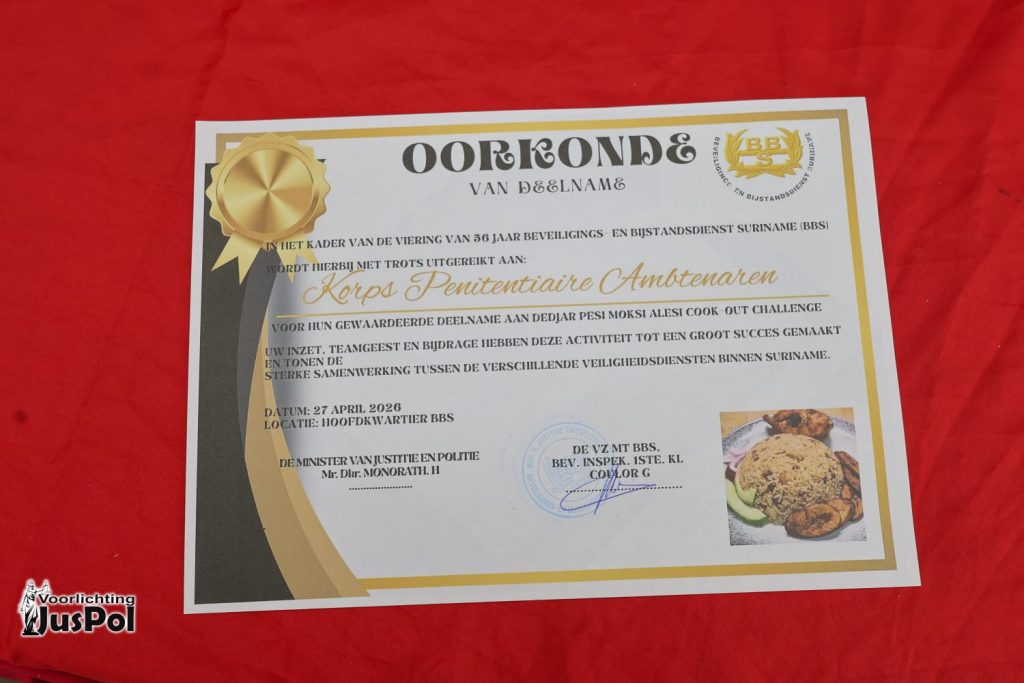 OORKONDE
VAN DEELNAME
BBS
BEVEILIGINGS- EN BIJSTANDSDIENST SURINAME
IN HET KADER VAN DE VIERING VAN 56 JAAR BEVEILIGINGS- EN BIJSTANDSDIENST SURINAME (BBS)
WORDT HIERBIJ MET TROTS UITGEREIKT AAN:
Korps Penitentiaire Ambtenaren
VOOR HUN GEWAARDEERDE DEELNAME AAN DEDJAR PESI MOKSI ALESI COOK-OUT CHALLENGE
UW INZET, TEAMGEEST EN BIJDRAGE HEBBEN DEZE ACTIVITEIT TOT EEN GROOT SUCCES GEMAAKT
EN TONEN DE
STERKE SAMENWERKING TUSSEN DE VERSCHILLENDE VEILIGHEIDSDIENSTEN BINNEN SURINAME.
DATUM: 27 APRIL 2026
LOCATIE: HOOFDKWARTIER BBS
DE MINISTER VAN JUSTITIE EN POLITIE
Mr. Dhr. MONORATH. H
DE VZ MT BBS.
BEV. INSPEK. 1STE. KL
COULOR G
Voorlichting
JusPol